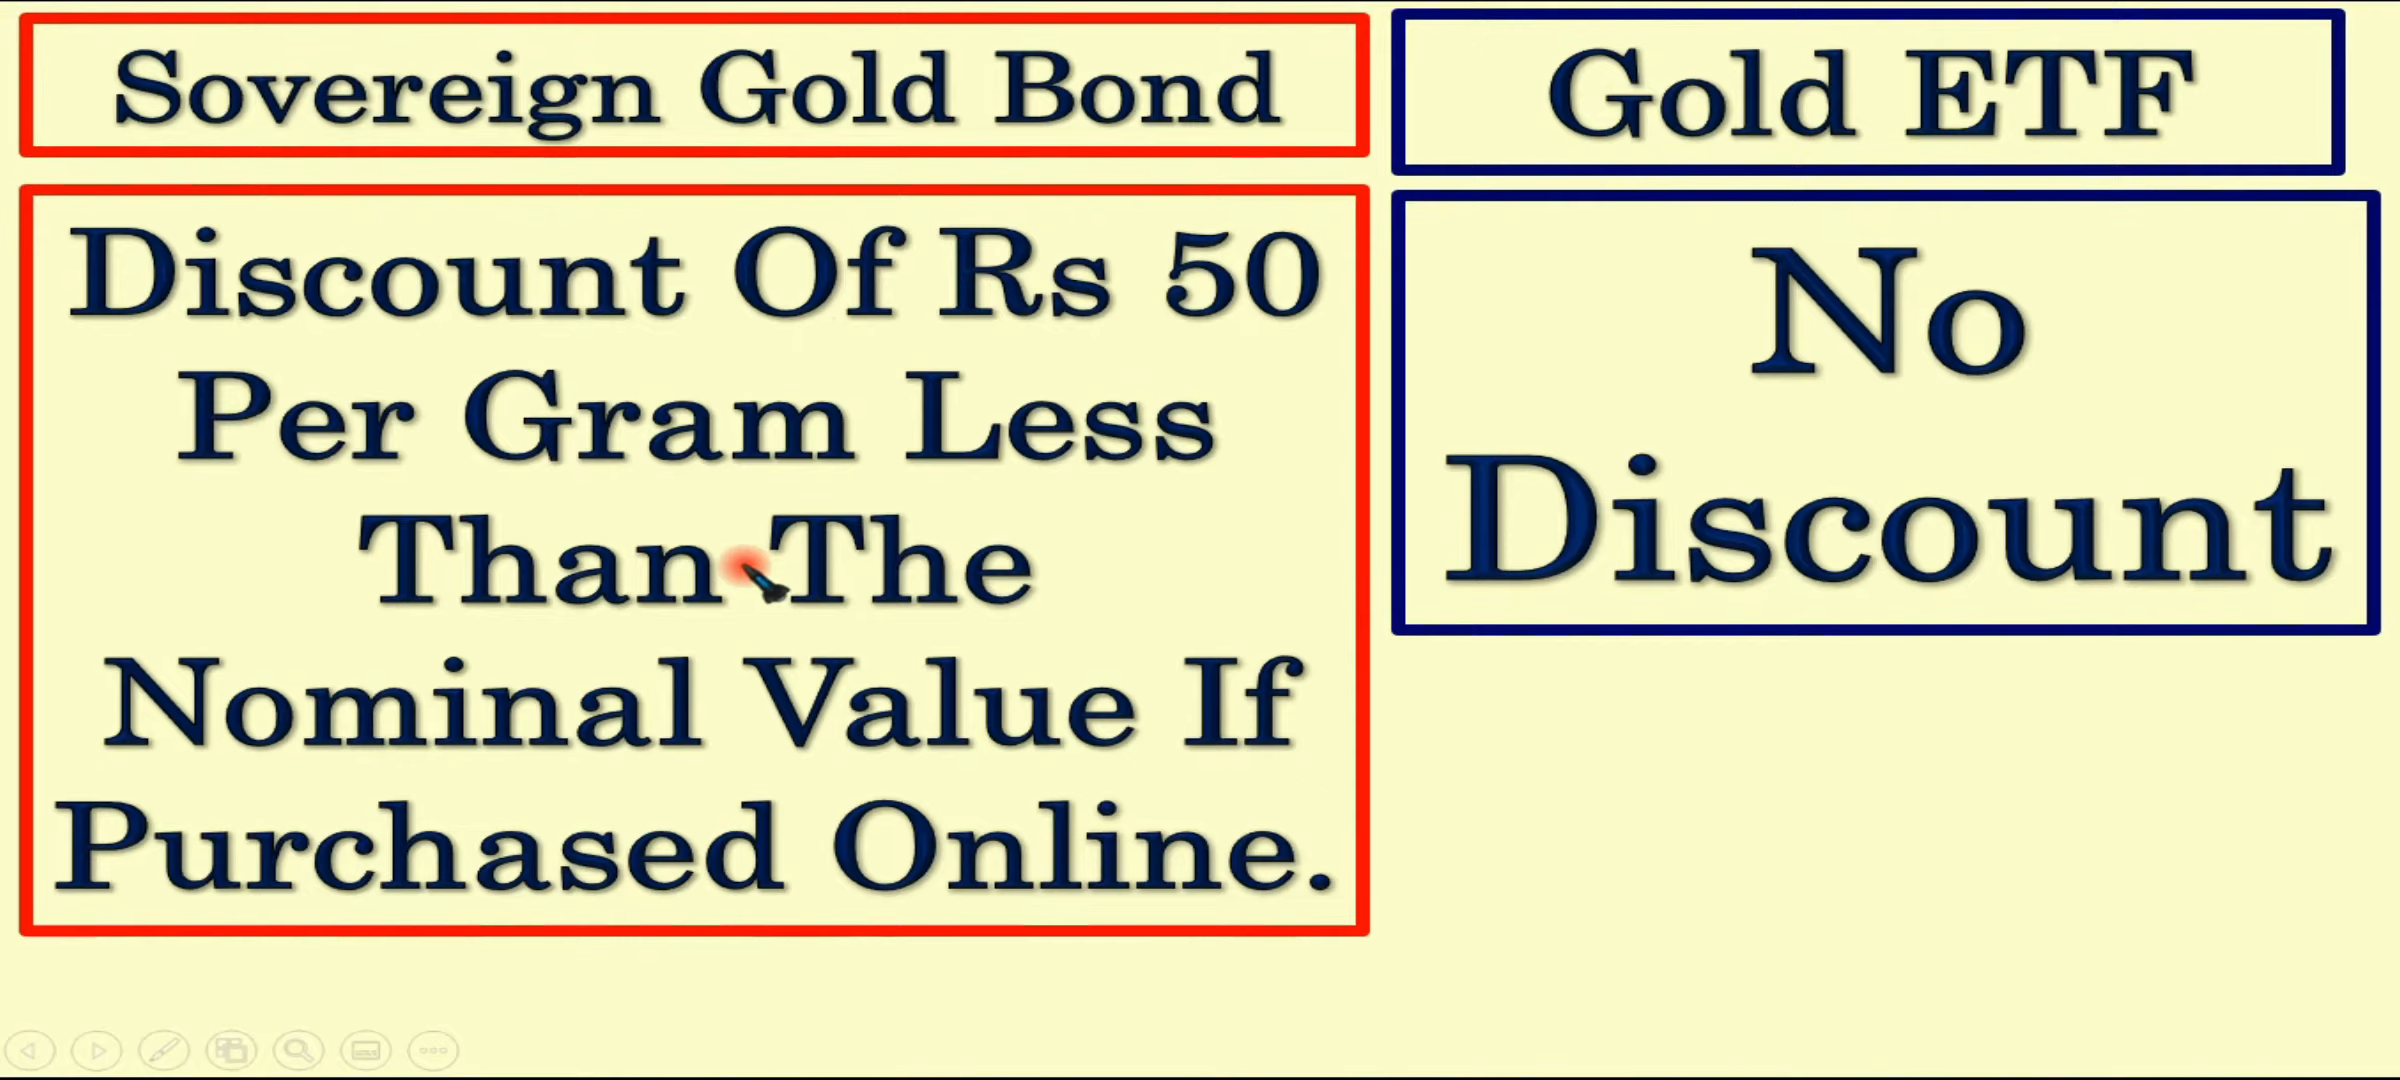 Sovereign Gold Bond
Gold ETF
Discount Of Rs 50
Per Gram Less
Than The
Nominal Value If
Purchased Online.
No
Discount